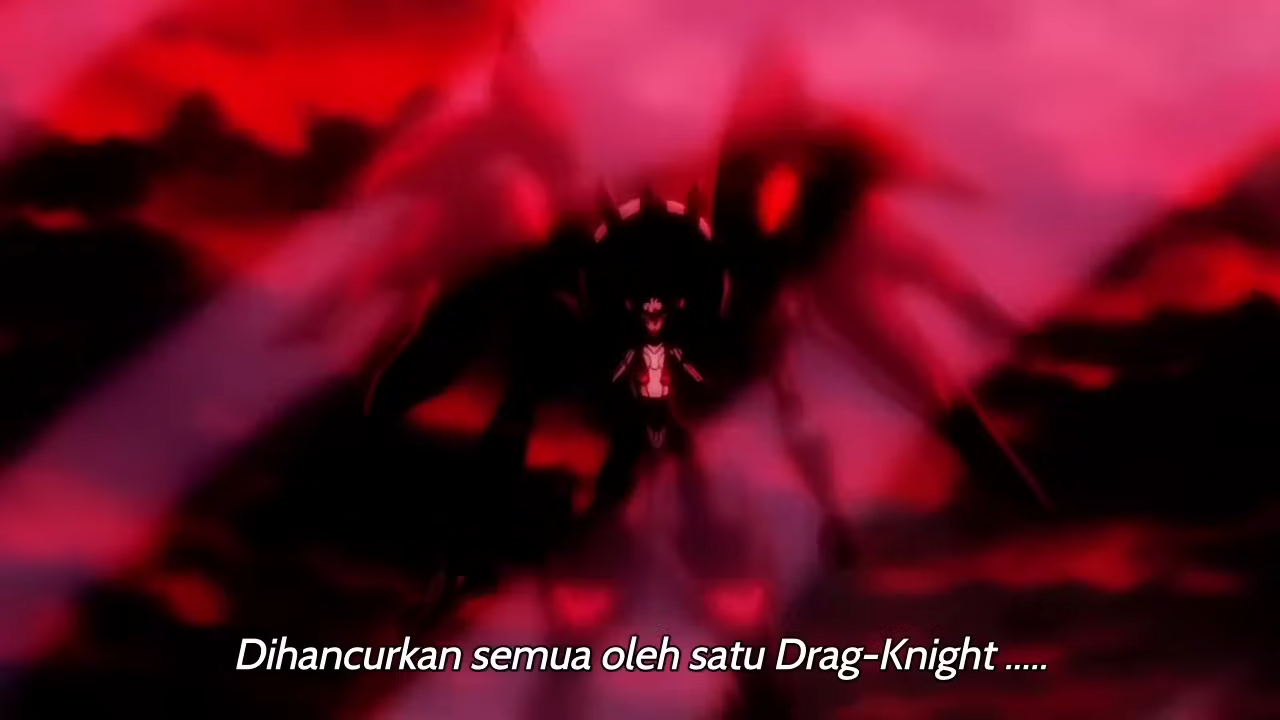 Dihancurkan semua oleh satu Drag-Knight .....